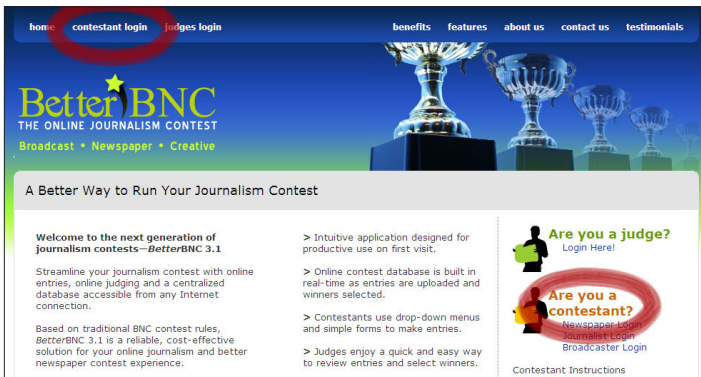 home contestant login judges login benefits features about us contact us testimonials
BetterBNC
THE ONLINE JOURNALISM CONTEST
Broadcast • Newspaper • Creative
A Better Way to Run Your Journalism Contest
Welcome to the next generation of
journalism contests—BetterBNC 3.1
Streamline your journalism contest with online
entries, online judging and a centralized
database accessible from any Internet
connection.
Based on traditional BNC contest rules,
BetterBNC 3.1 is a reliable, cost-effective
solution for your online journalism and better
newspaper contest experience.
> Intuitive application designed for
productive use on first visit.
> Online contest database is built in
real-time as entries are uploaded and
winners selected.
> Contestants use drop-down menus
and simple forms to make entries.
> Judges enjoy a quick and easy way
to review entries and select winners.
Are you a judge?
Login Here!
Are you a
contestant?
Newspaper Login
Journalist Login
Broadcaster Login
Contestant Instructions